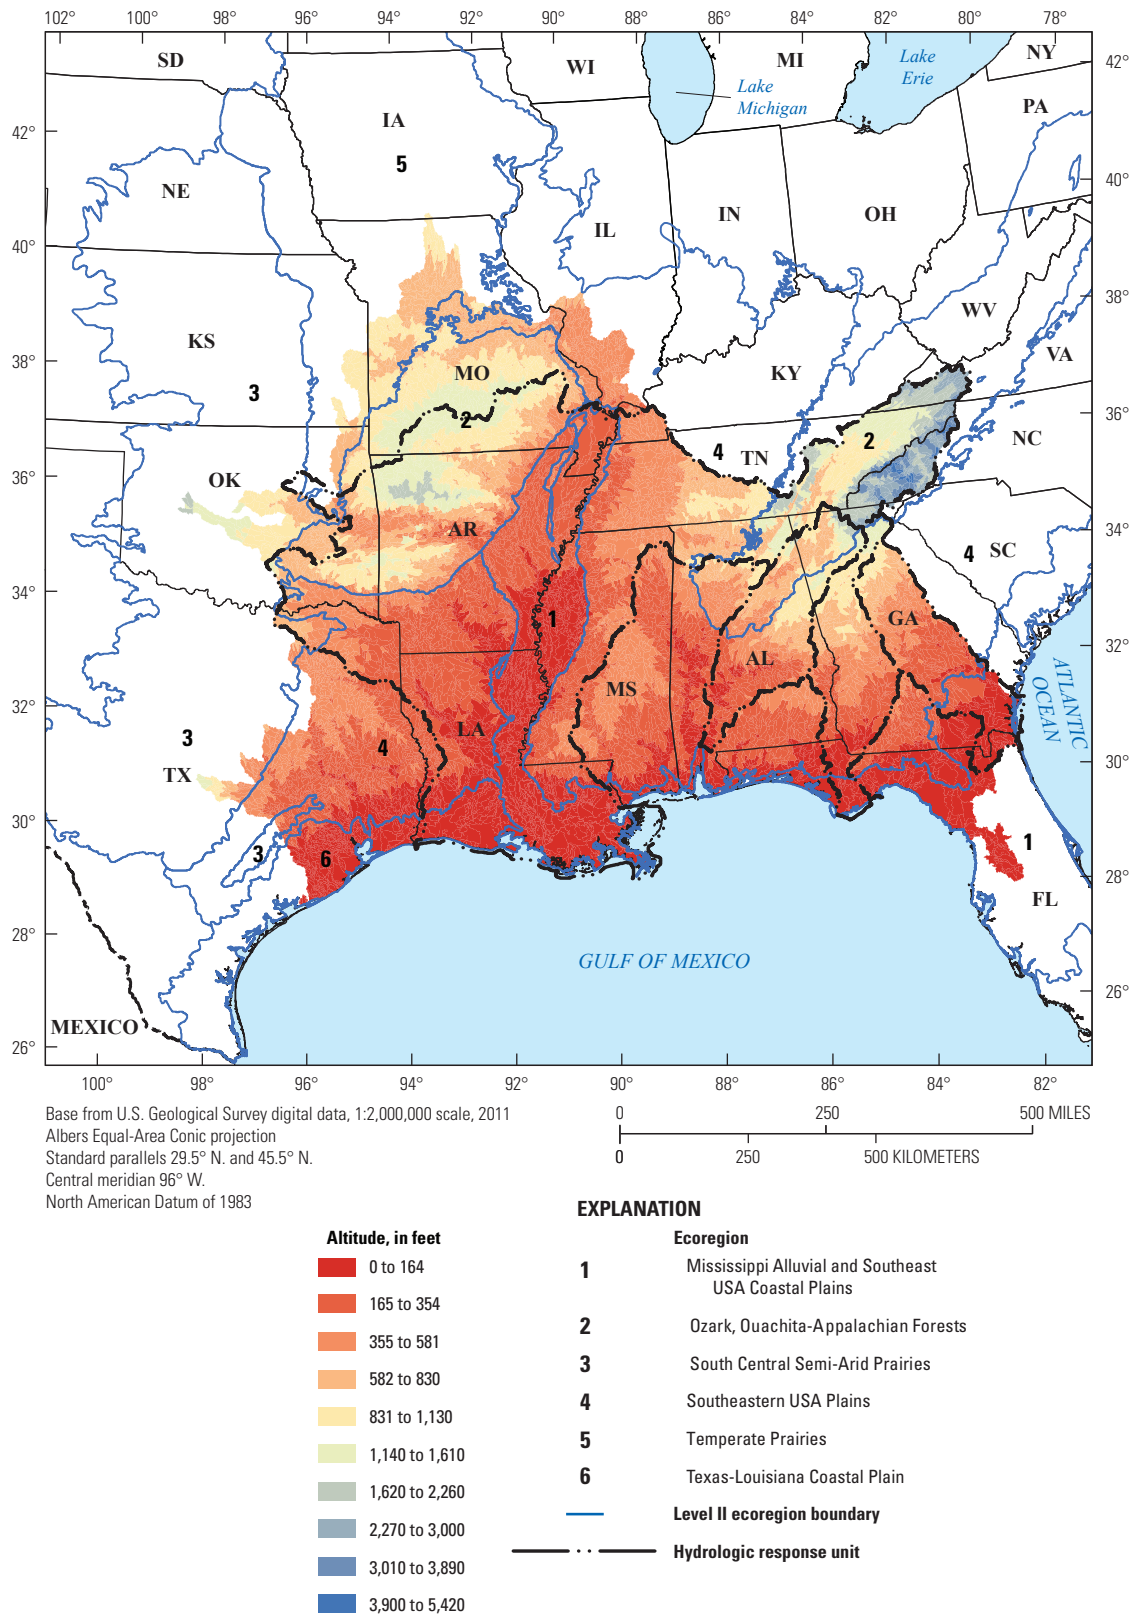 102° 100° 98° 96° 94° 92° 90° 88° 86° 84° 82° 80° 78°
SD
WI
MI
Lake
Erie
NY
42°
Lake
Michigan
PA
IA
42°
5
40°
NE
IN
OH
IL
40°
38°
WV
KS
VA
38°
MO
KY
3
36°
2
2
NC
36°
4
TN
OK
34°
AR
4
SC
34°
1
GA
32°
AL
MS
ATLANTIC
OCEAN
32°
LA
3
4
30°
TX
30°
3
6
1
28°
FL
28°
GULF OF MEXICO
26°
MEXICO
26°
100° 98° 96° 94° 92° 90° 88° 86° 84° 82°
Base from U.S. Geological Survey digital data, 1:2,000,000 scale, 2011
Albers Equal-Area Conic projection
Standard parallels 29.5° N. and 45.5° N.
Central meridian 96° W.
North American Datum of 1983
0 250 500 MILES
0 250 500 KILOMETERS
EXPLANATION
Altitude, in feet
0 to 164
165 to 354
355 to 581
582 to 830
831 to 1,130
1,140 to 1,610
1,620 to 2,260
2,270 to 3,000
3,010 to 3,890
3,900 to 5,420
Ecoregion
1 Mississippi Alluvial and Southeast
USA Coastal Plains
2 Ozark, Ouachita-Appalachian Forests
3 South Central Semi-Arid Prairies
4 Southeastern USA Plains
5 Temperate Prairies
6 Texas-Louisiana Coastal Plain
Level II ecoregion boundary
Hydrologic response unit